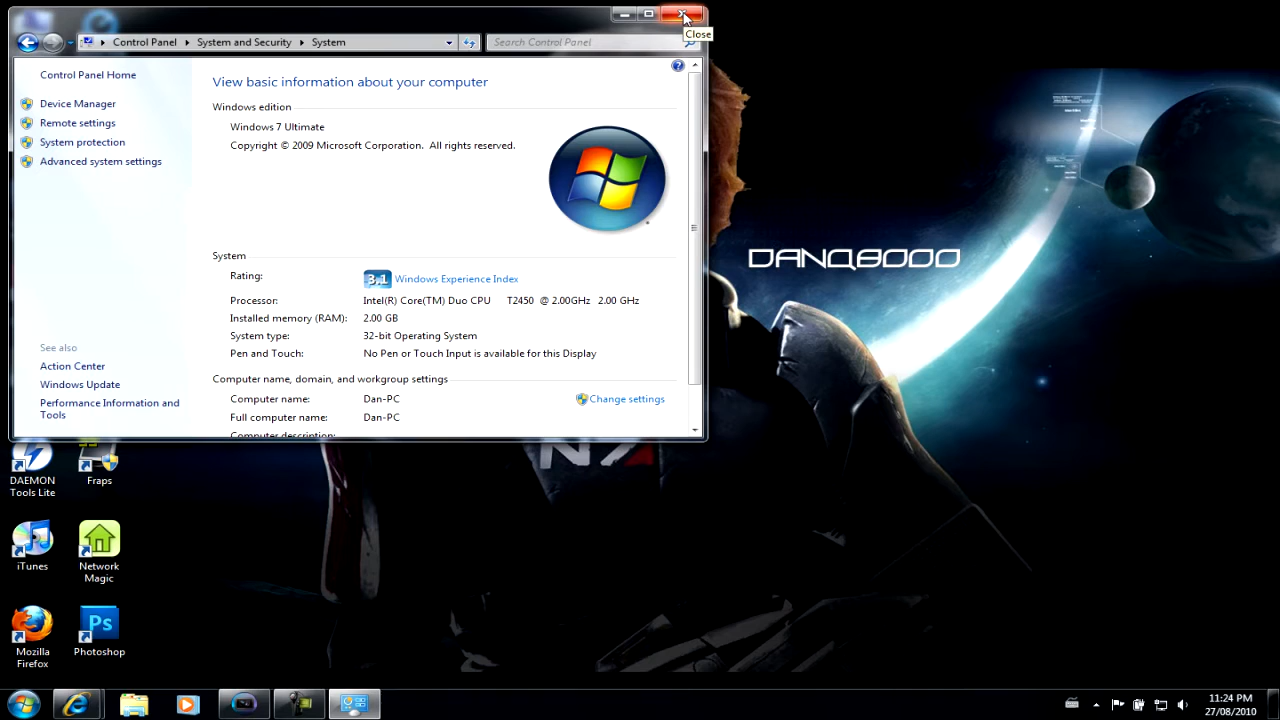 Close
Control Panel
System and Security
System
Search Control Panel
Control Panel Home
Device Manager
Remote settings
System protection
Advanced system settings
See also
Action Center
Windows Update
Performance Information and
Tools
View basic information about your computer
Windows edition
Windows 7 Ultimate
Copyright © 2009 Microsoft Corporation. All rights reserved.
System
Rating: 3.1 Windows Experience Index
Processor: Intel(R) Core(TM) Duo CPU T2450 @ 2.00GHz 2.00 GHz
Installed memory (RAM): 2.00 GB
System type: 32-bit Operating System
Pen and Touch: No Pen or Touch Input is available for this Display
Computer name, domain, and workgroup settings
Computer name: Dan-PC
Change settings
Full computer name: Dan-PC
Computer description:
DANQ8000
N7
DAEMON
Tools Lite
Fraps
iTunes
Network
Magic
Mozilla
Firefox
Ps
Photoshop
11:24 PM
27/08/2010